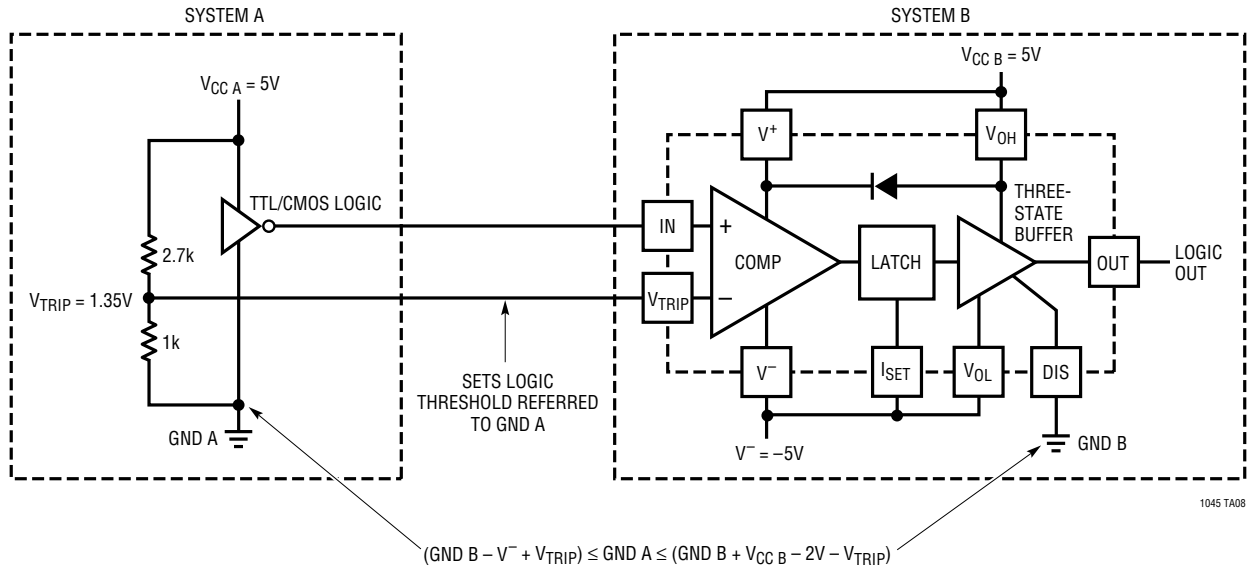 SYSTEM A
SYSTEM B
V_CC A = 5V
V_CC B = 5V
V⁺
V_OH
TTL/CMOS LOGIC
THREE-
STATE
BUFFER
IN
+
COMP
LATCH
OUT
LOGIC
OUT
2.7k
V_TRIP = 1.35V
V_TRIP
–
1k
V⁻
I_SET
V_OL
DIS
SETS LOGIC
THRESHOLD REFERRED
TO GND A
GND A
V⁻ = –5V
GND B
1045 TA08
(GND B – V⁻ + V_TRIP) ≤ GND A ≤ (GND B + V_CC B – 2V – V_TRIP)